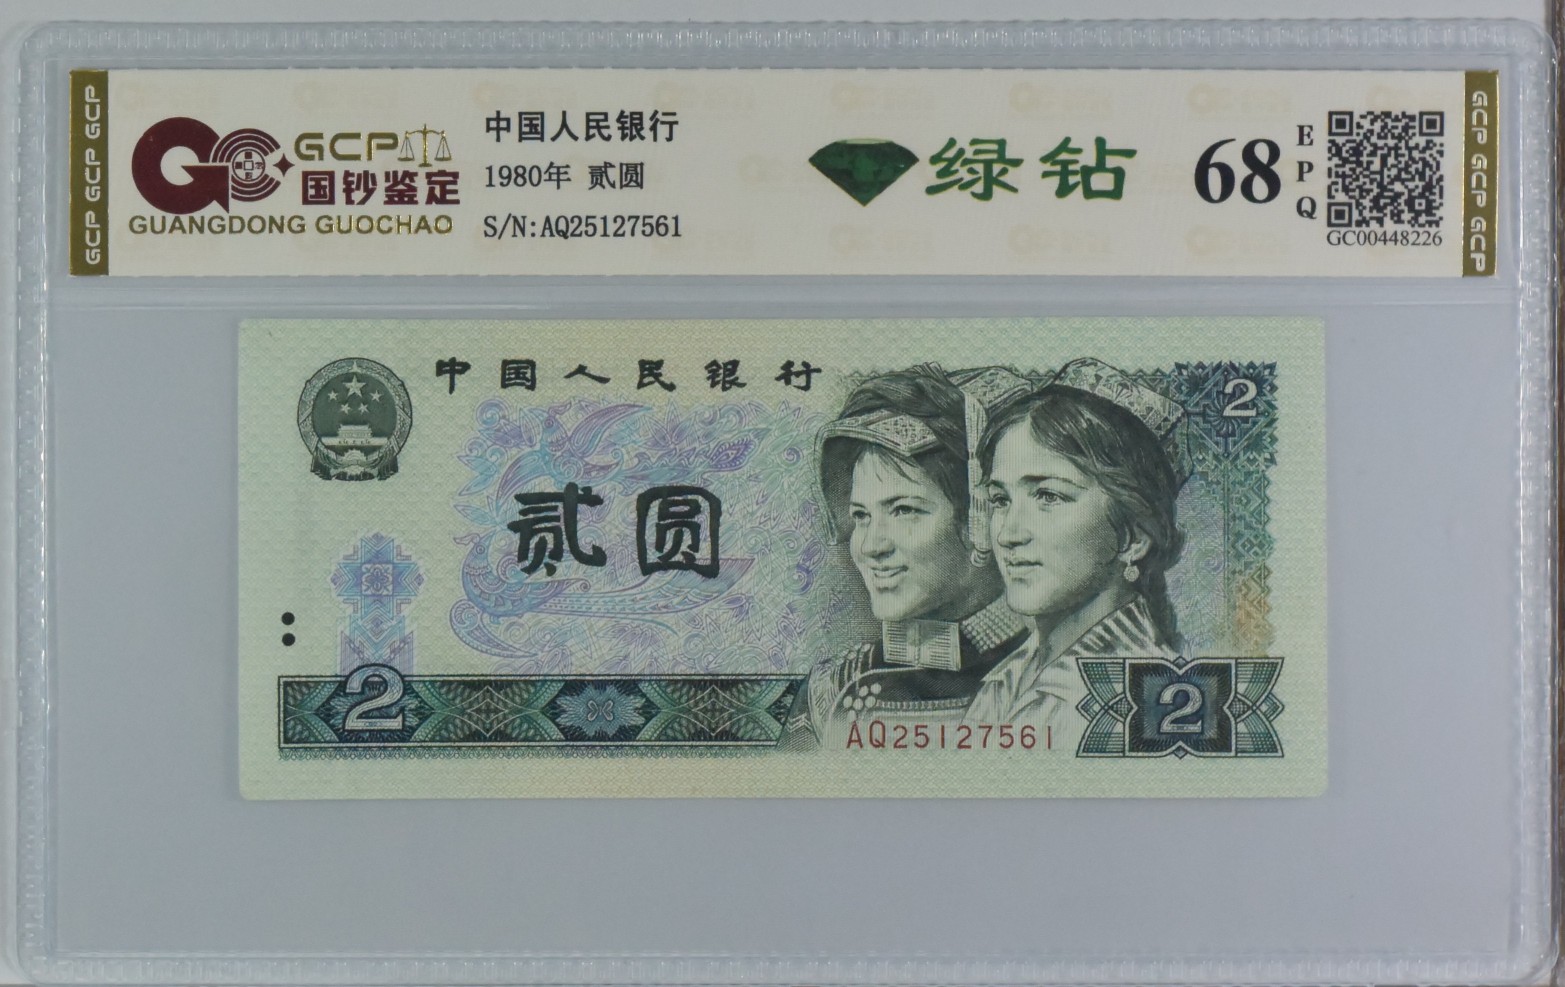 GCP GCP GCP
GCP
国钞鉴定
GUANGDONG GUOCHAO
中国人民银行
1980年 贰圆
S/N:AQ25127561
绿钻
68
EPQ
GC00448226
GCP GCP GCP
中国人民银行
2
贰圆
2
AQ25127561
2